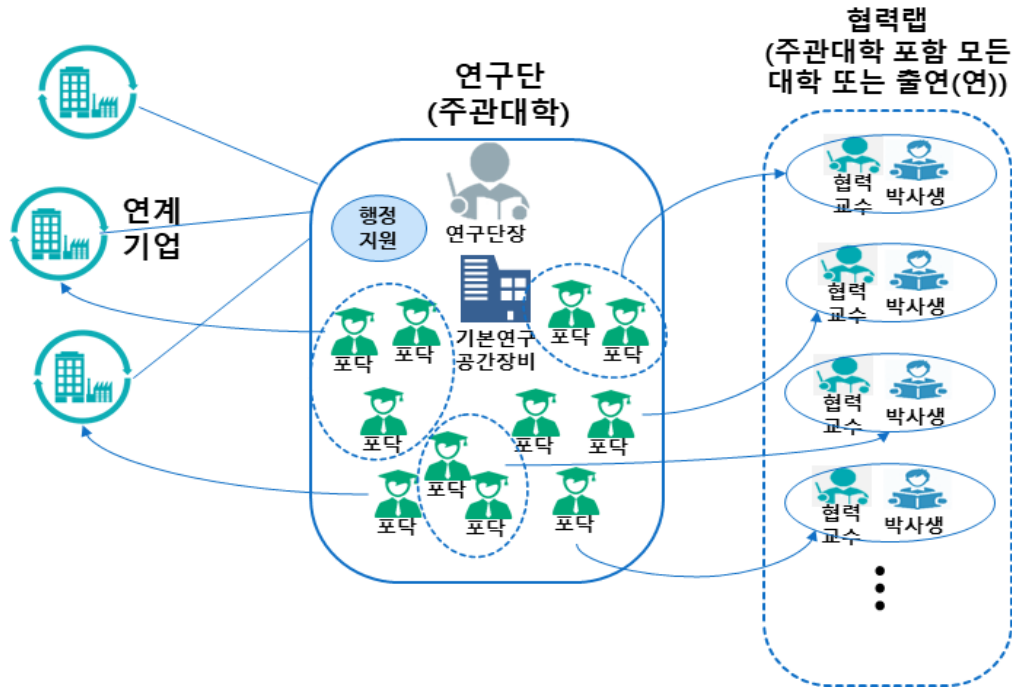 협력랩
(주관대학 포함 모든
대학 또는 출연(연))
연구단
(주관대학)
연계
기업
행정
지원
연구단장
기본연구
공간장비
포닥
포닥
포닥
포닥
포닥
포닥
포닥
포닥
포닥
포닥
포닥
협력
교수
박사생
협력
교수
박사생
협력
교수
박사생
협력
교수
박사생